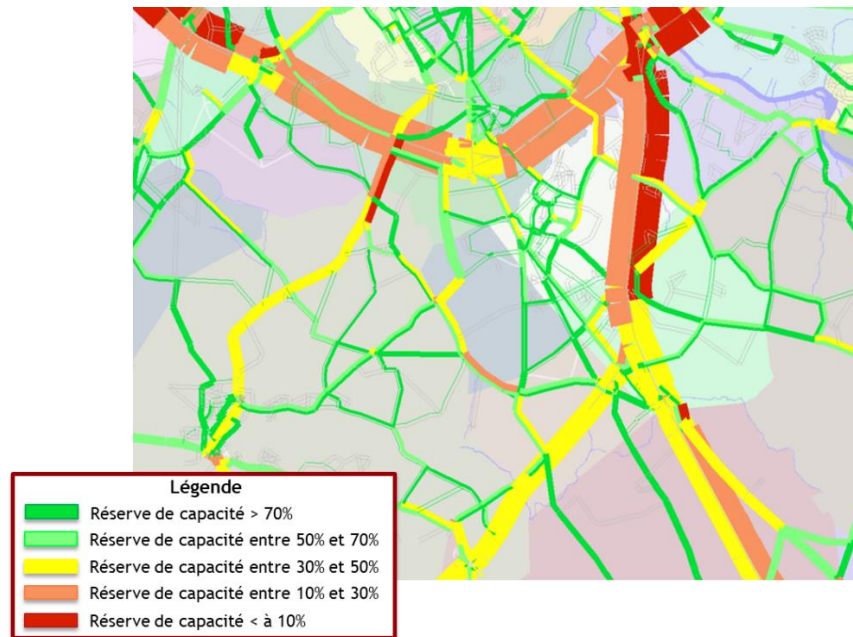 Légende
Réserve de capacité > 70%
Réserve de capacité entre 50% et 70%
Réserve de capacité entre 30% et 50%
Réserve de capacité entre 10% et 30%
Réserve de capacité < à 10%